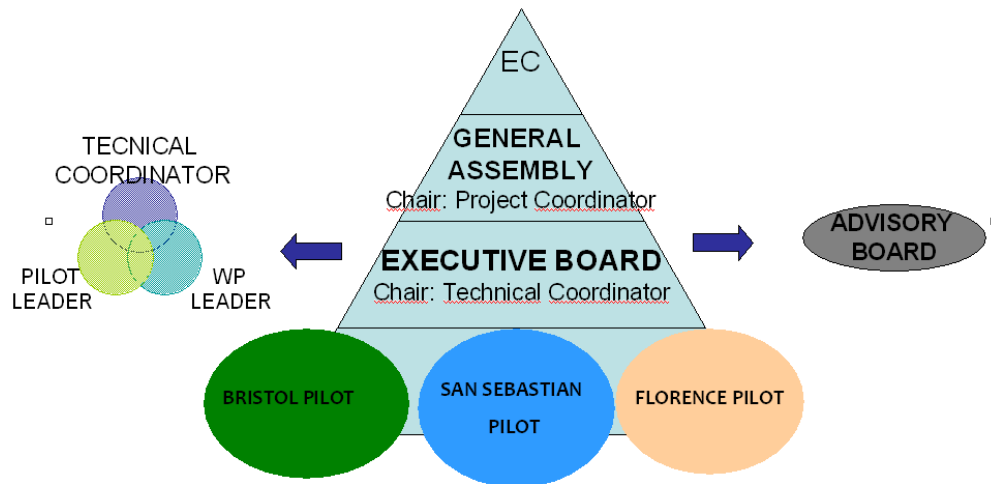 EC
GENERAL
ASSEMBLY
Chair: Project Coordinator
TECNICAL
COORDINATOR
PILOT
LEADER
WP
LEADER
EXECUTIVE BOARD
Chair: Technical Coordinator
ADVISORY
BOARD
BRISTOL PILOT
SAN SEBASTIAN
PILOT
FLORENCE PILOT